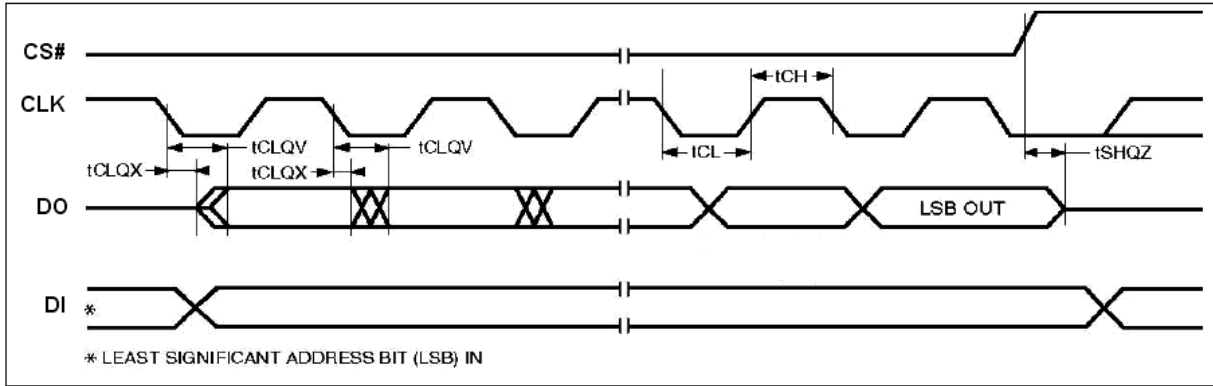 CS#
tCH
CLK
tCLQV
tCLQV
tCLQX
tCLQX
tCL
tSHQZ
DO
LSB OUT
DI
*
* LEAST SIGNIFICANT ADDRESS BIT (LSB) IN